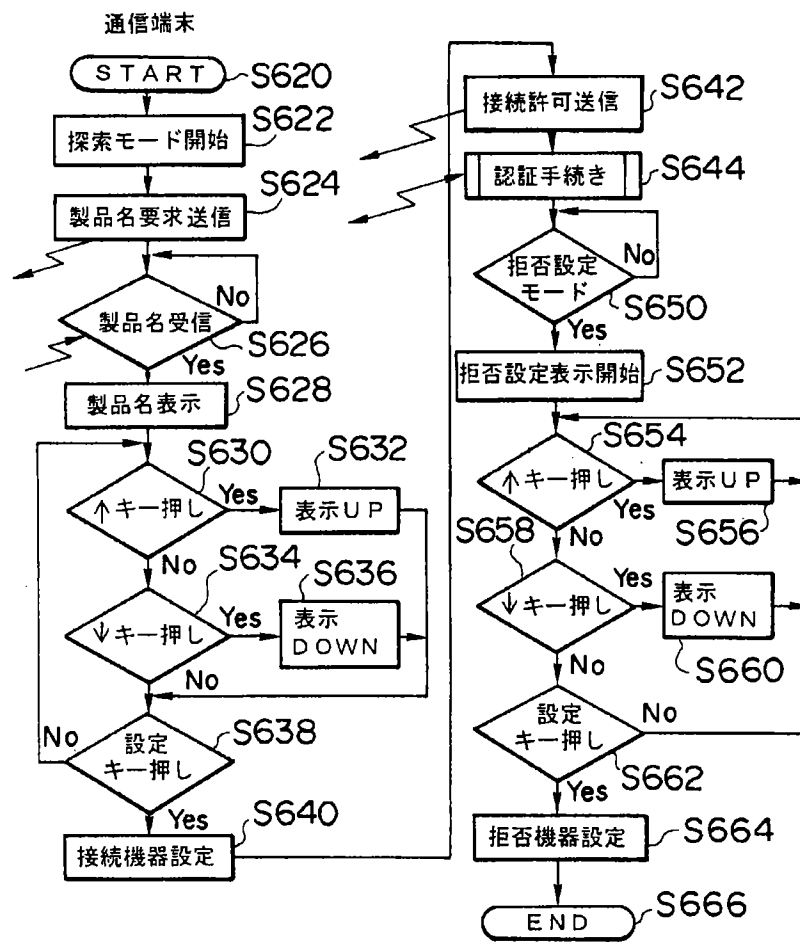 通信端末
START
S620
探索モード開始
S622
製品名要求送信
S624
製品名受信
No
S626
Yes
製品名表示
S628
↑キー押し
S630
Yes
表示UP
S632
No
↓キー押し
S634
Yes
表示
DOWN
S636
No
設定
キー押し
No
S638
Yes
接続機器設定
S640
接続許可送信
S642
認証手続き
S644
拒否設定
モード
No
S650
Yes
拒否設定表示開始
S652
↑キー押し
S654
Yes
表示UP
S656
No
↓キー押し
S658
Yes
表示
DOWN
S660
No
設定
キー押し
No
S662
Yes
拒否機器設定
S664
END
S666